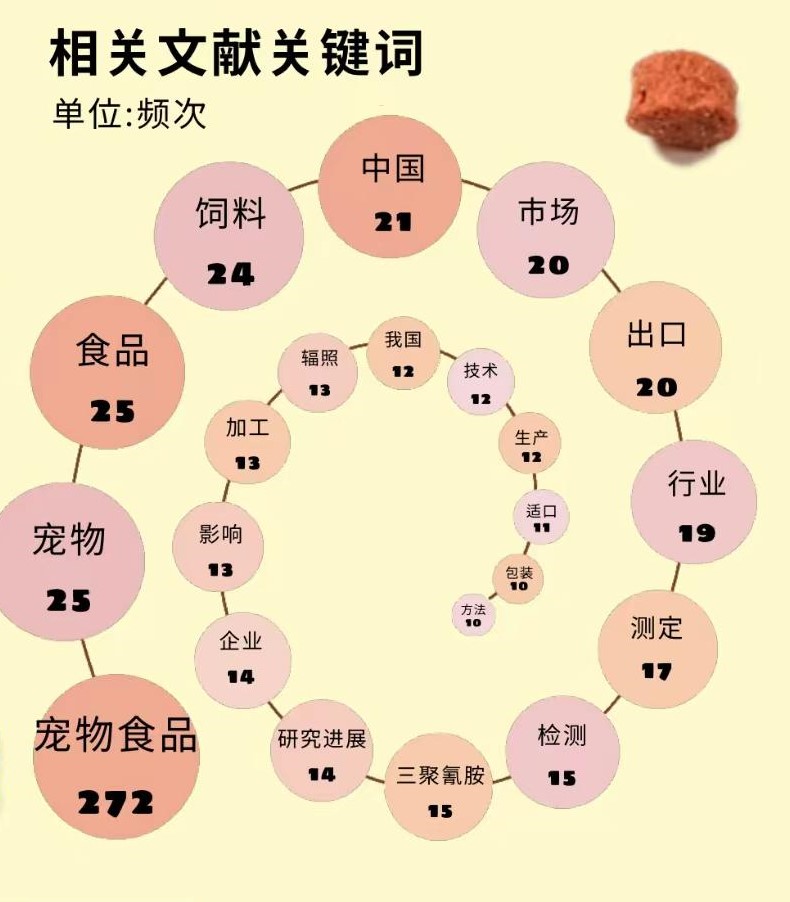 相关文献关键词
单位:频次
宠物食品
272
宠物
25
食品
25
饲料
24
中国
21
市场
20
出口
20
行业
19
测定
17
检测
15
三聚氰胺
15
研究进展
14
企业
14
影响
13
加工
13
辐照
13
我国
12
技术
12
生产
12
适口
11
包装
10
方法
10